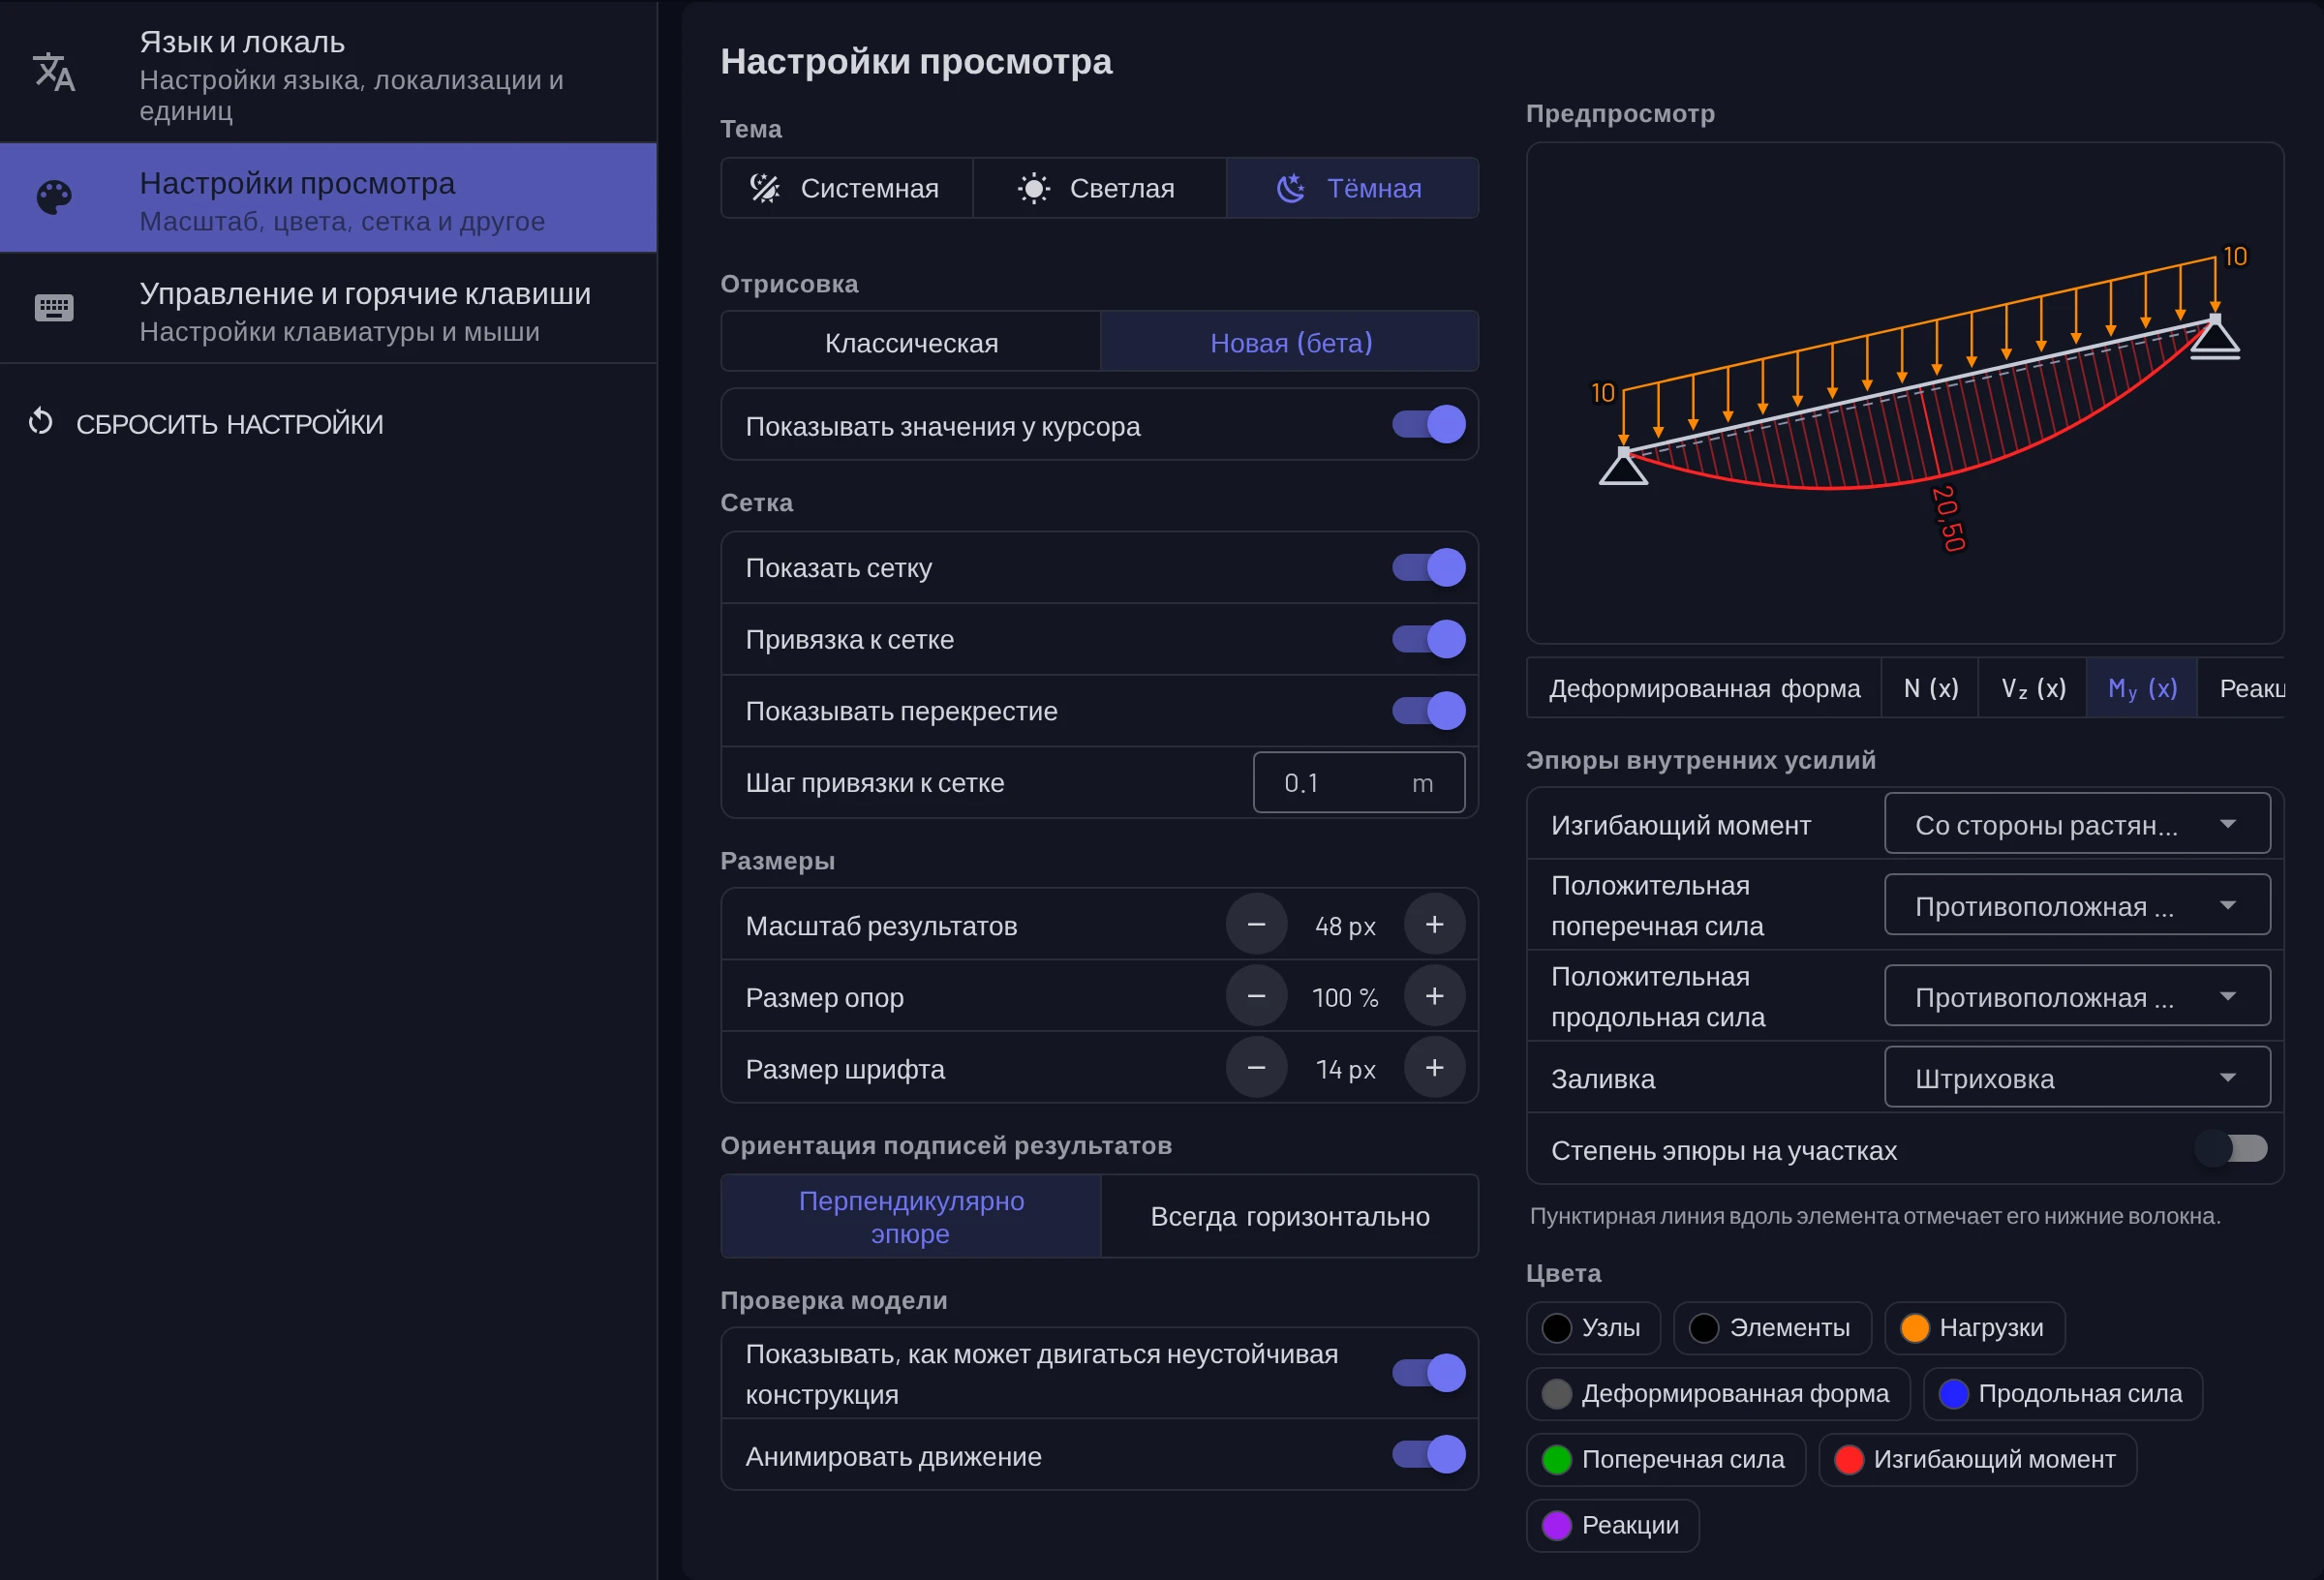 Язык и локаль
Настройки языка, локализации и
единиц
Настройки просмотра
Масштаб, цвета, сетка и другое
Управление и горячие клавиши
Настройки клавиатуры и мыши
СБРОСИТЬ НАСТРОЙКИ
Настройки просмотра
Тема
Системная
Светлая
Тёмная
Отрисовка
Классическая
Новая (бета)
Показывать значения у курсора
Сетка
Показать сетку
Привязка к сетке
Показывать перекрестие
Шаг привязки к сетке
0.1 m
Размеры
Масштаб результатов
− 48 px +
Размер опор
− 100 % +
Размер шрифта
− 14 px +
Ориентация подписей результатов
Перпендикулярно
эпюре
Всегда горизонтально
Проверка модели
Показывать, как может двигаться неустойчивая
конструкция
Анимировать движение
Предпросмотр
10
10
20,50
Деформированная форма
N (x)
Vz (x)
My (x)
Реакц
Эпюры внутренних усилий
Изгибающий момент
Со стороны растян...
Положительная
поперечная сила
Противоположная ...
Положительная
продольная сила
Противоположная ...
Заливка
Штриховка
Степень эпюры на участках
Пунктирная линия вдоль элемента отмечает его нижние волокна.
Цвета
Узлы
Элементы
Нагрузки
Деформированная форма
Продольная сила
Поперечная сила
Изгибающий момент
Реакции